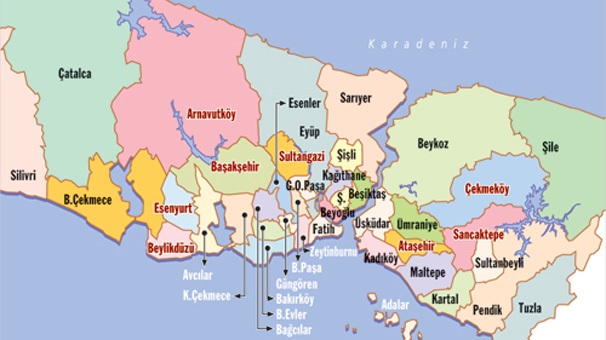 Karadeniz
Çatalca
Arnavutköy
Esenler
Sarıyer
Eyüp
Beykoz
Şile
Silivri
B.Çekmece
Başakşehir
Sultangazi
Şişli
Kağıthane
G.O.Paşa
Ş.
Beşiktaş
Çekmeköy
Esenyurt
Beyoğlu
Beylikdüzü
Fatih
Üsküdar
Ümraniye
Ataşehir
Sancaktepe
Kadıköy
Sultanbeyli
Zeytinburnu
Avcılar
B.Paşa
Maltepe
K.Çekmece
Güngören
Bakırköy
B.Evler
Bağcılar
Adalar
Kartal
Pendik
Tuzla